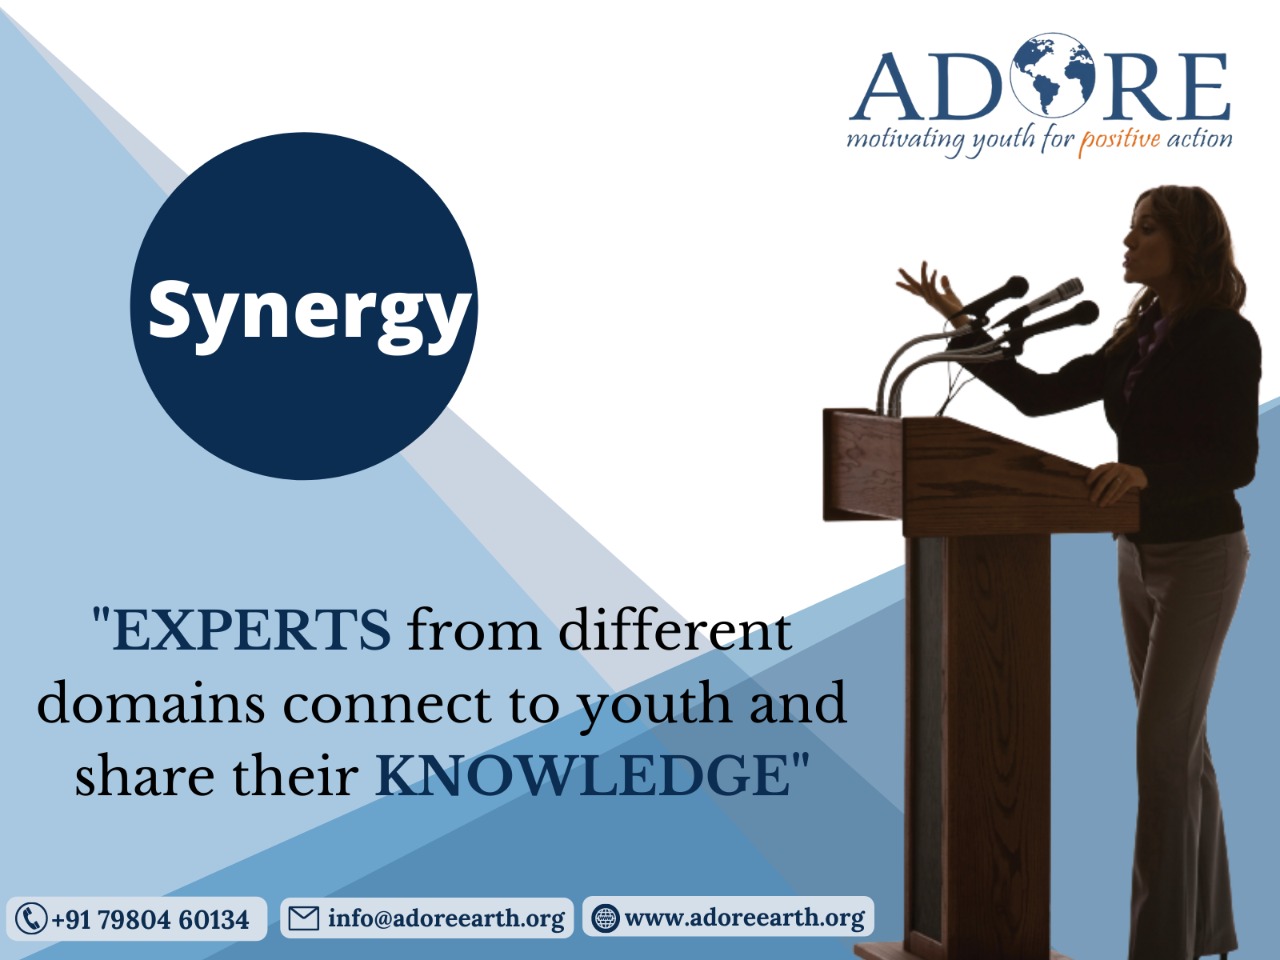 ADORE
motivating youth for positive action
Synergy
"EXPERTS from different
domains connect to youth and
share their KNOWLEDGE"
+91 79804 60134
info@adoreearth.org
www.adoreearth.org